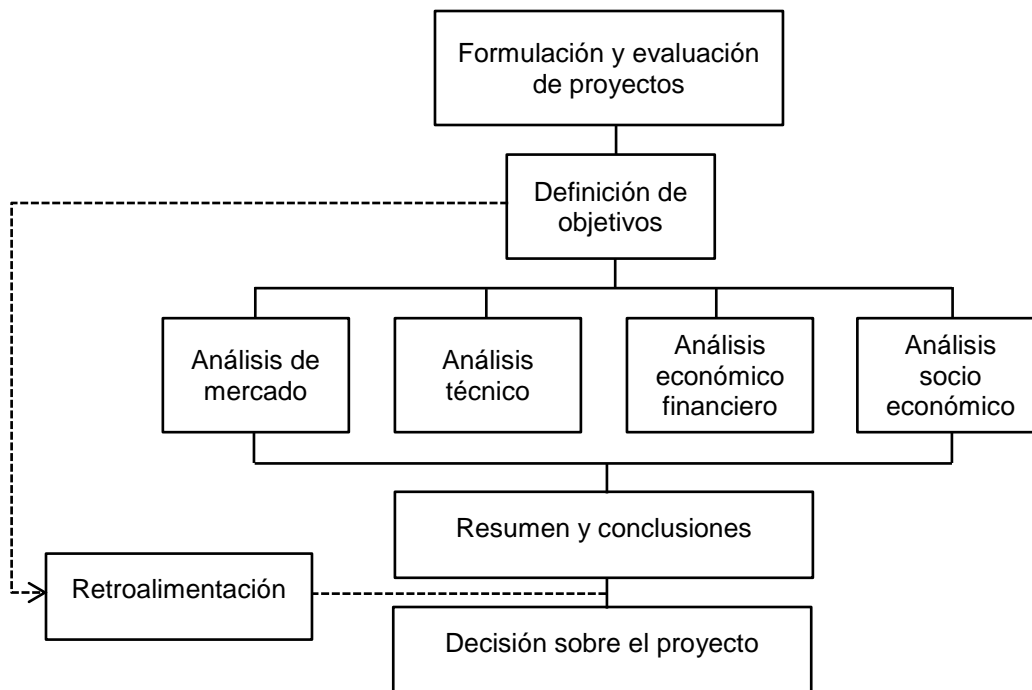 Formulación y evaluación
de proyectos
Definición de
objetivos
Análisis de
mercado
Análisis
técnico
Análisis
económico
financiero
Análisis
socio
económico
Resumen y conclusiones
Retroalimentación
Decisión sobre el proyecto